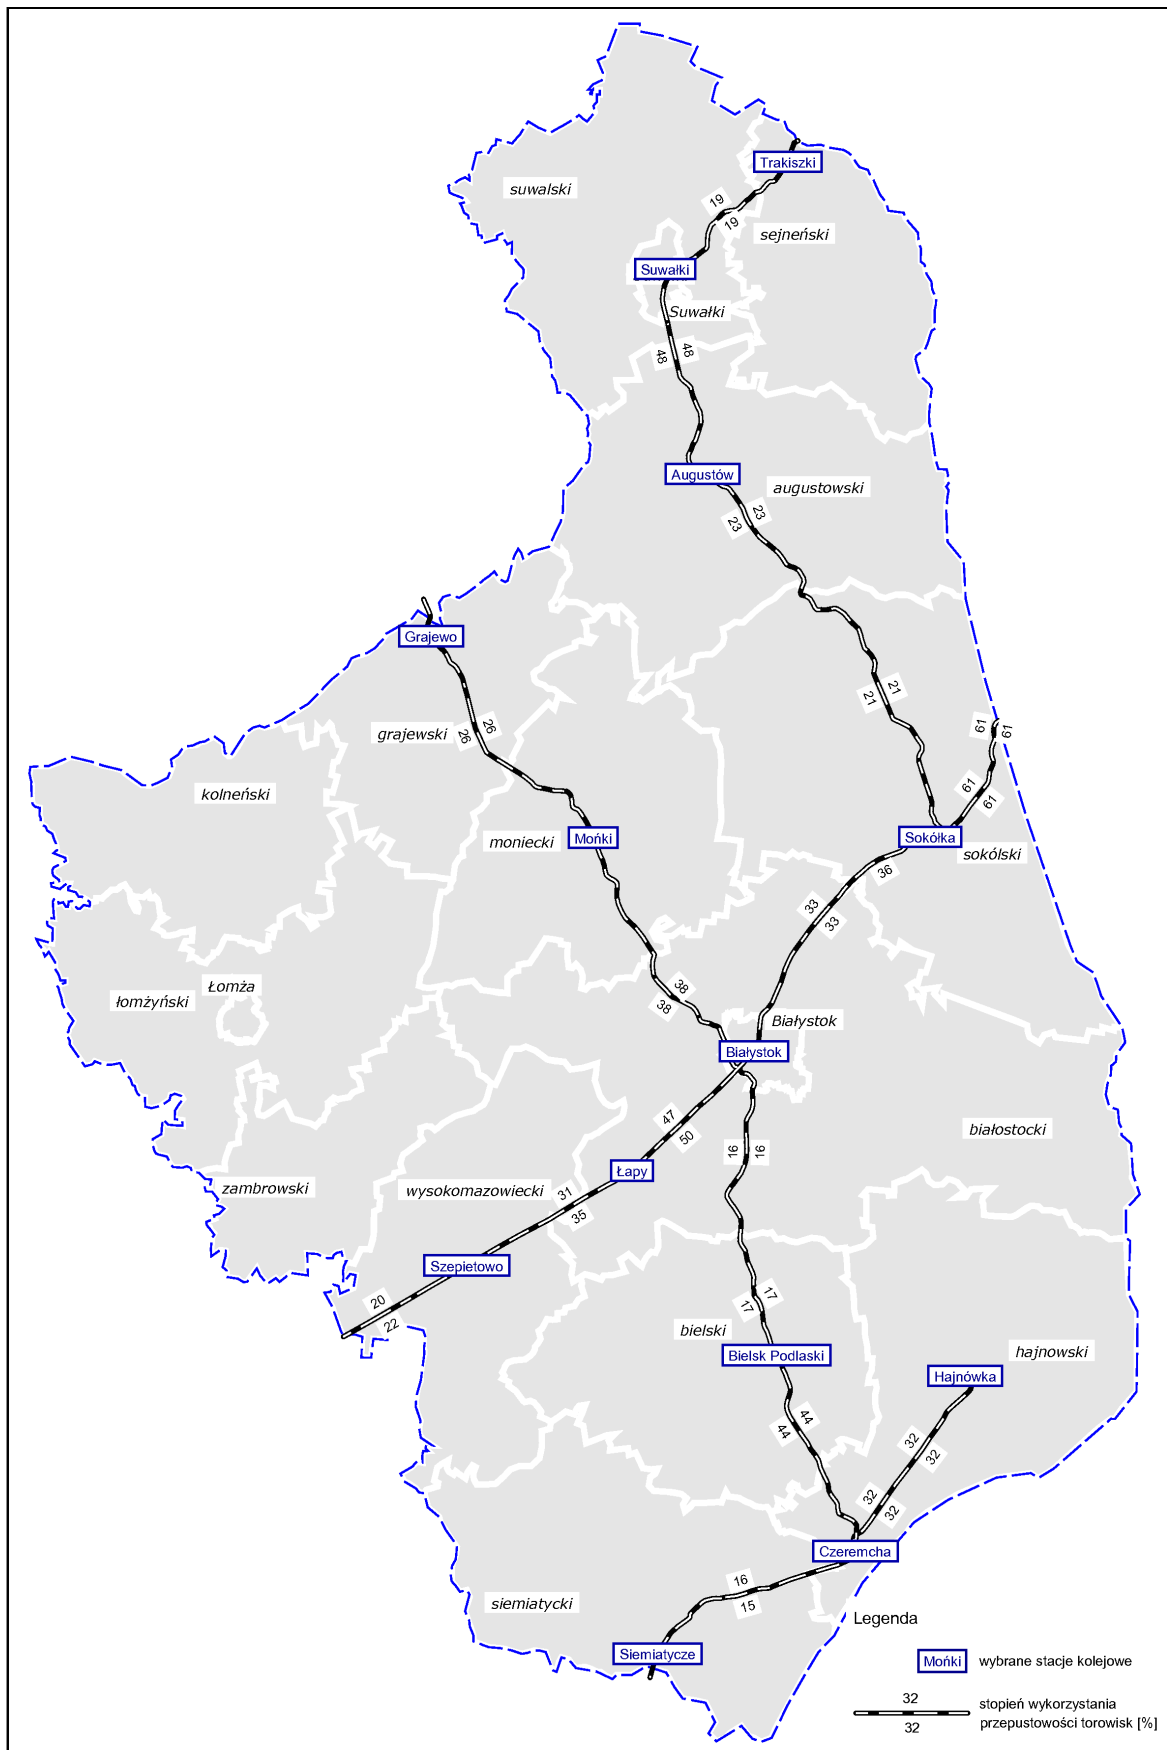 Trakiszki
suwalski
19
19
sejneński
Suwałki
Suwałki
48
48
Augustów
augustowski
23
23
Grajewo
21
21
26
26
grajewski
61
61
kolneński
61
61
moniecki
Mońki
Sokółka
sokólski
36
33
33
łomżyński
Łomża
38
38
Białystok
Białystok
47
50
16
16
białostocki
Łapy
zambrowski
wysokomazowiecki
31
35
Szepietowo
20
22
17
17
bielski
Bielsk Podlaski
hajnowski
Hajnówka
44
44
32
32
32
32
Czeremcha
16
15
siemiatycki
Siemiatycze
Legenda
Mońki
wybrane stacje kolejowe
32
32
stopień wykorzystania
przepustowości torowisk [%]